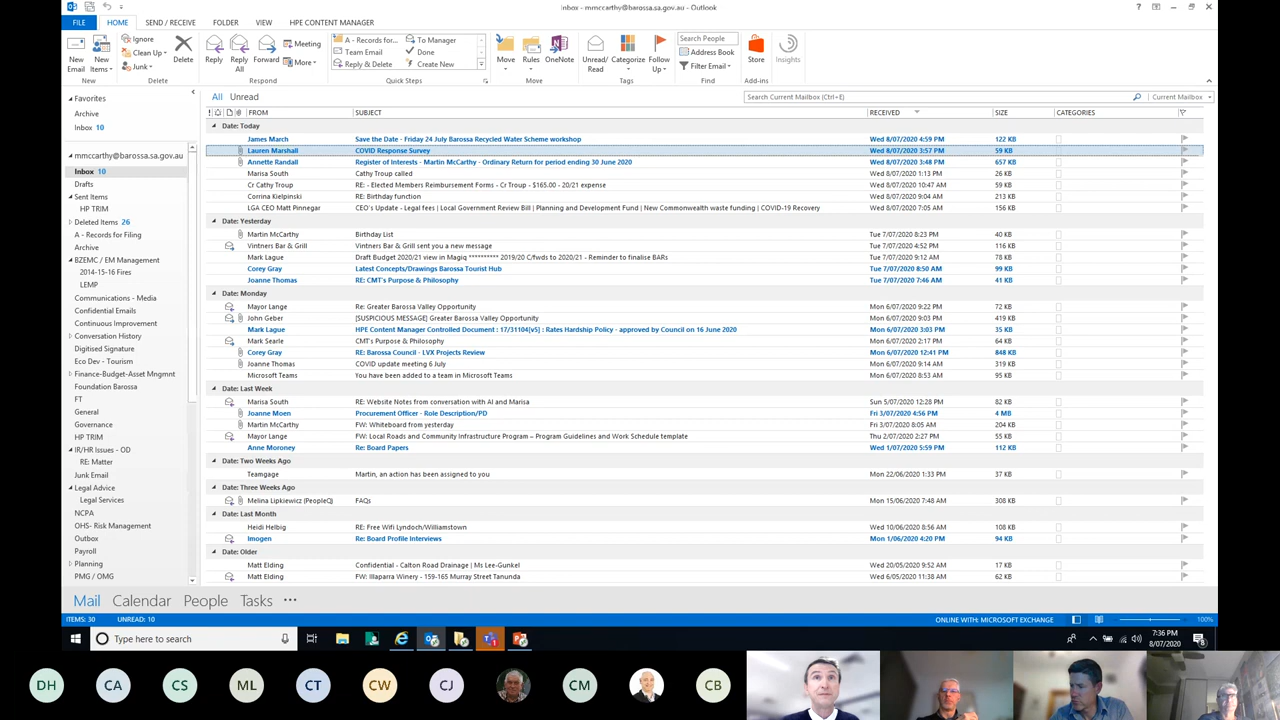 Inbox - mmccarthy@barossa.sa.gov.au - Outlook
FILE HOME SEND / RECEIVE FOLDER VIEW HPE CONTENT MANAGER
New Email
New Items
New
Ignore
Clean Up
Junk
Delete
Delete
Reply
Reply All
Forward
Meeting
More
Respond
A - Records for...
Team Email
Reply & Delete
To Manager
Done
Create New
Quick Steps
Move
Rules
OneNote
Move
Unread/ Read
Categorize
Follow Up
Tags
Search People
Address Book
Filter Email
Find
Store
Add-ins
Insights
Favorites
Archive
Inbox 10
mmccarthy@barossa.sa.gov.au
Inbox 10
Drafts
Sent Items
HP TRIM
Deleted Items 26
A - Records for Filing
Archive
BZEMC / EM Management
2014-15-16 Fires
LEMP
Communications - Media
Confidential Emails
Continuous Improvement
Conversation History
Digitised Signature
Eco Dev - Tourism
Finance-Budget-Asset Mngmnt
Foundation Barossa
FT
General
Governance
HP TRIM
IR/HR Issues - OD
RE: Matter
Junk Email
Legal Advice
Legal Services
NCPA
OHS- Risk Management
Outbox
Payroll
Planning
PMG / OMG
All Unread
Search Current Mailbox (Ctrl+E)
Current Mailbox
FROM SUBJECT RECEIVED SIZE CATEGORIES
Date: Today
James March Save the Date - Friday 24 July Barossa Recycled Water Scheme workshop Wed 8/07/2020 4:59 PM 122 KB
Lauren Marshall COVID Response Survey Wed 8/07/2020 3:57 PM 59 KB
Annette Randall Register of Interests - Martin McCarthy - Ordinary Return for period ending 30 June 2020 Wed 8/07/2020 3:48 PM 657 KB
Marisa South Cathy Troup called Wed 8/07/2020 1:13 PM 26 KB
Cr Cathy Troup RE: - Elected Members Reimbursement Forms - Cr Troup - $165.00 - 20/21 expense Wed 8/07/2020 10:47 AM 59 KB
Corrina Kielpinski RE: Birthday function Wed 8/07/2020 9:04 AM 213 KB
LGA CEO Matt Pinnegar CEO's Update - Legal fees | Local Government Review Bill | Planning and Development Fund | New Commonwealth waste funding | COVID-19 Recovery Wed 8/07/2020 7:05 AM 156 KB
Date: Yesterday
Martin McCarthy Birthday List Tue 7/07/2020 8:23 PM 40 KB
Vintners Bar & Grill Vintners Bar & Grill sent you a new message Tue 7/07/2020 4:52 PM 116 KB
Mark Lague Draft Budget 2020/21 view in Magiq ********** 2019/20 C/fwds to 2020/21 - Reminder to finalise BARs Tue 7/07/2020 9:12 AM 78 KB
Corey Gray Latest Concepts/Drawings Barossa Tourist Hub Tue 7/07/2020 8:50 AM 99 KB
Joanne Thomas RE: CMT's Purpose & Philosophy Tue 7/07/2020 7:46 AM 41 KB
Date: Monday
Mayor Lange Re: Greater Barossa Valley Opportunity Mon 6/07/2020 9:22 PM 72 KB
John Geber [SUSPICIOUS MESSAGE] Greater Barossa Valley Opportunity Mon 6/07/2020 9:03 PM 419 KB
Mark Lague HPE Content Manager Controlled Document : 17/31104[v5] : Rates Hardship Policy - approved by Council on 16 June 2020 Mon 6/07/2020 3:03 PM 35 KB
Mark Searle CMT's Purpose & Philosophy Mon 6/07/2020 2:17 PM 64 KB
Corey Gray RE: Barossa Council - LVX Projects Review Mon 6/07/2020 12:41 PM 848 KB
Joanne Thomas COVID update meeting 6 July Mon 6/07/2020 9:14 AM 319 KB
Microsoft Teams You have been added to a team in Microsoft Teams Mon 6/07/2020 8:53 AM 95 KB
Date: Last Week
Marisa South RE: Website Notes from conversation with Al and Marisa Sun 5/07/2020 12:28 PM 82 KB
Joanne Moen Procurement Officer - Role Description/PD Fri 3/07/2020 4:56 PM 4 MB
Martin McCarthy FW: Whiteboard from yesterday Fri 3/07/2020 8:05 AM 204 KB
Mayor Lange FW: Local Roads and Community Infrastructure Program – Program Guidelines and Work Schedule template Thu 2/07/2020 2:27 PM 55 KB
Anne Moroney Re: Board Papers Wed 1/07/2020 5:59 PM 112 KB
Date: Two Weeks Ago
Teamgage Martin, an action has been assigned to you Mon 22/06/2020 1:33 PM 37 KB
Date: Three Weeks Ago
Melina Lipkiewicz (PeopleQ) FAQs Mon 15/06/2020 7:48 AM 308 KB
Date: Last Month
Heidi Helbig RE: Free Wifi Lyndoch/Williamstown Wed 10/06/2020 8:56 AM 108 KB
Imogen Re: Board Profile Interviews Mon 1/06/2020 4:20 PM 94 KB
Date: Older
Matt Elding Confidential - Calton Road Drainage | Ms Lee-Gunkel Wed 20/05/2020 9:52 AM 17 KB
Matt Elding FW: Illaparra Winery - 159-165 Murray Street Tanunda Wed 6/05/2020 11:38 AM 62 KB
Mail Calendar People Tasks
ITEMS: 30 UNREAD: 10 ONLINE WITH: MICROSOFT EXCHANGE 100%
Type here to search
7:36 PM
8/07/2020
DH CA CS ML CT CW CJ CM CB